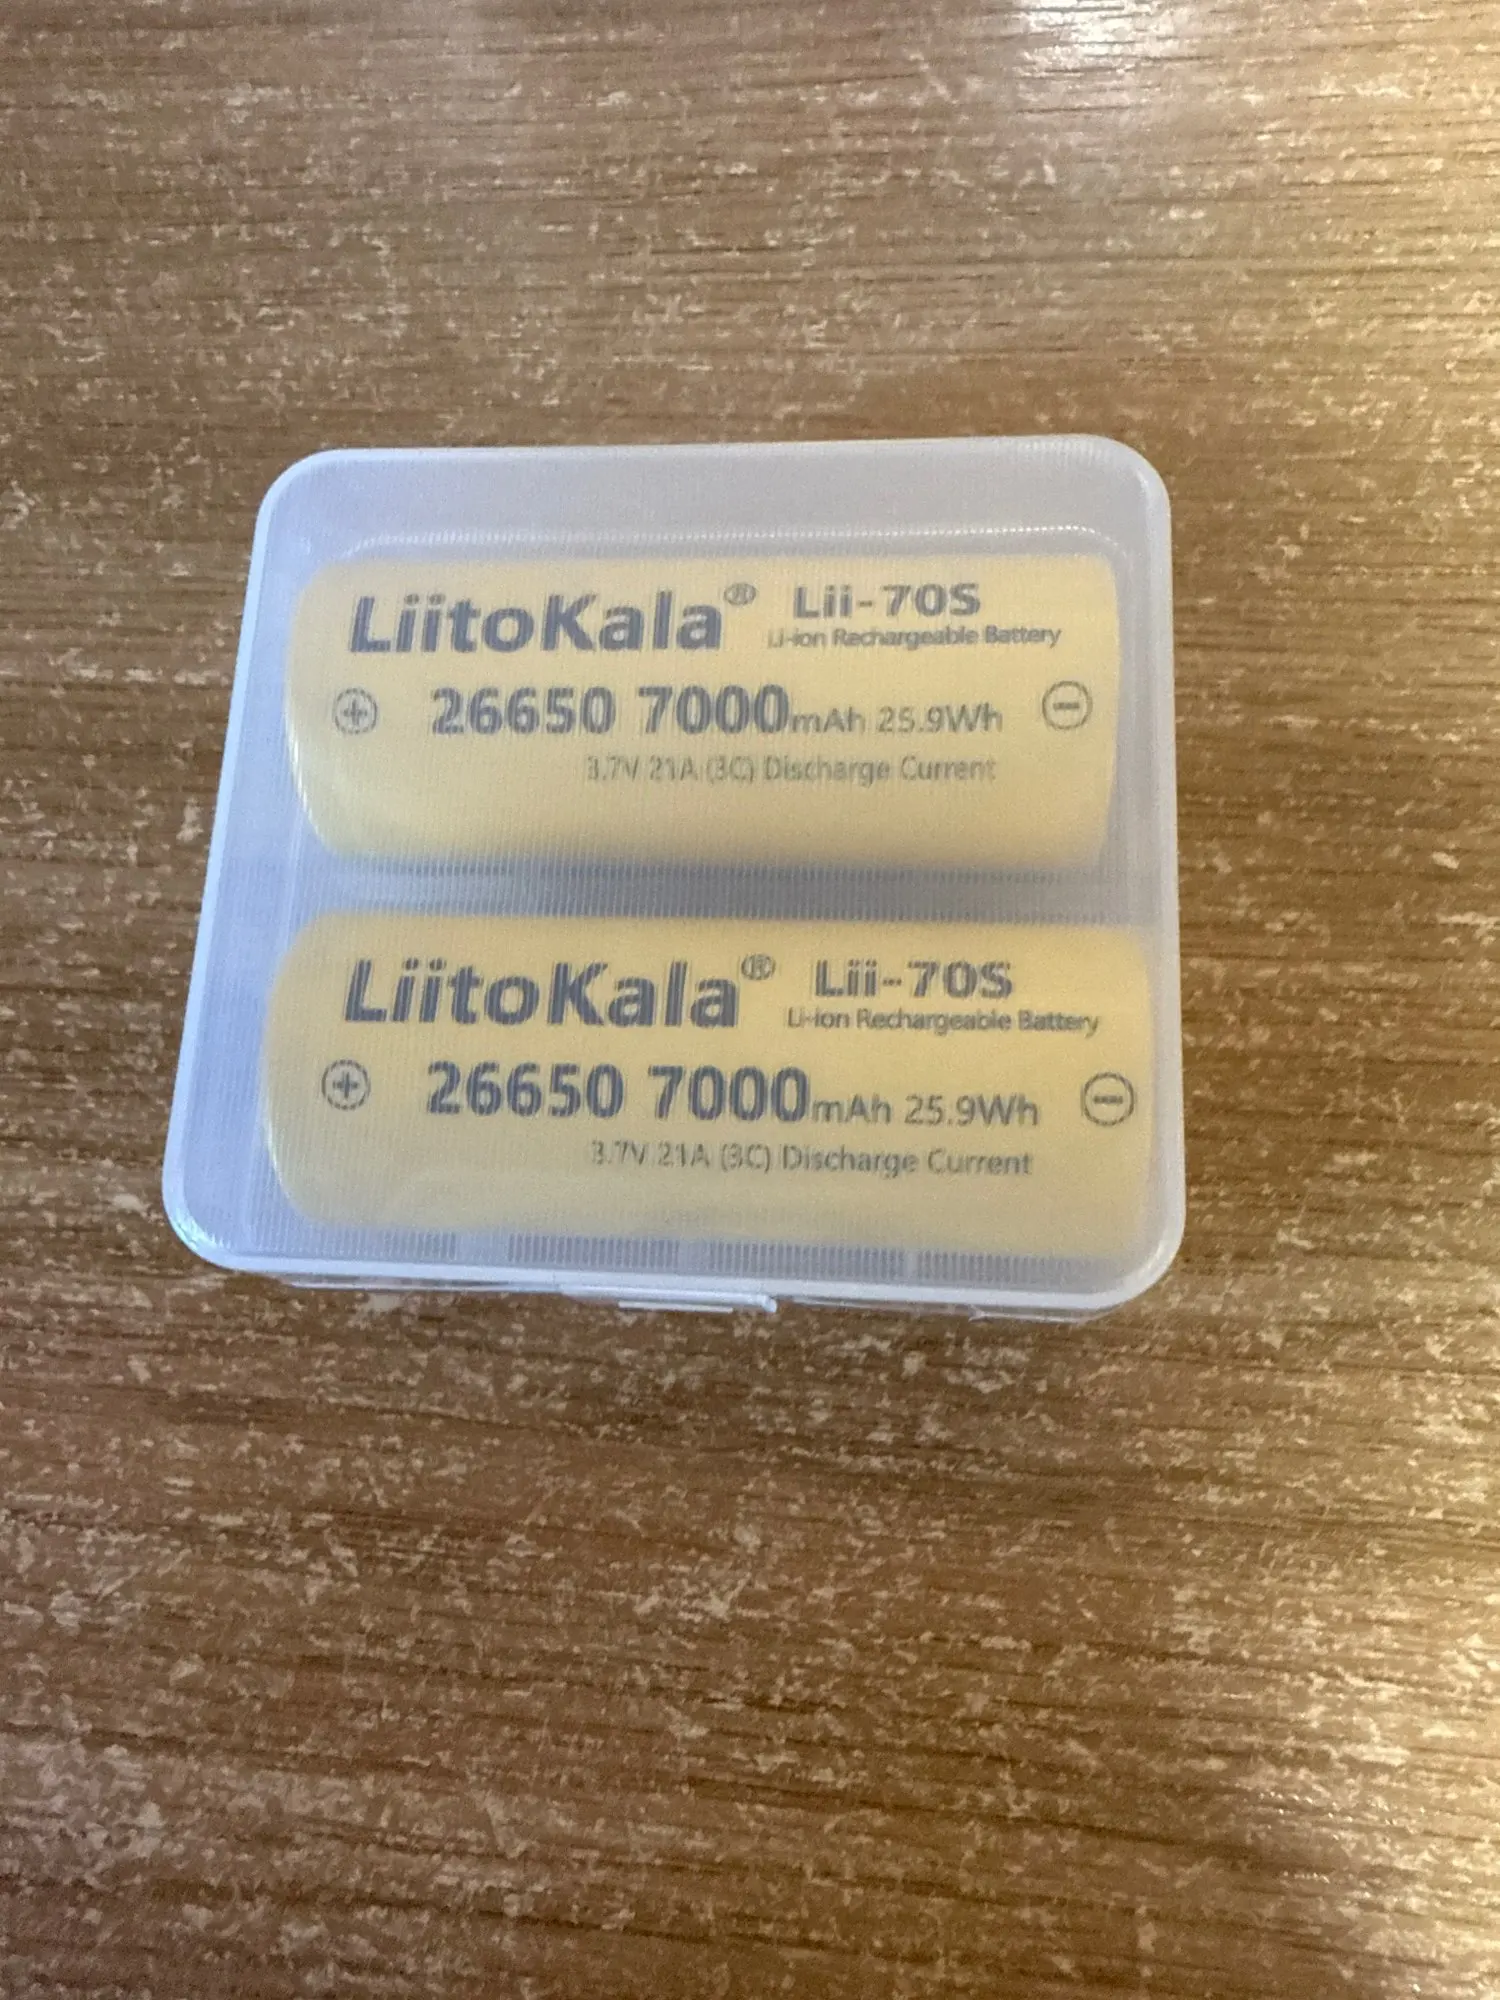 LiitoKala® Lii-70S
Li-ion Rechargeable Battery
⊕ 26650 7000mAh 25.9Wh ⊖
3.7V 21A (3C) Discharge Current
LiitoKala® Lii-70S
Li-ion Rechargeable Battery
⊕ 26650 7000mAh 25.9Wh ⊖
3.7V 21A (3C) Discharge Current